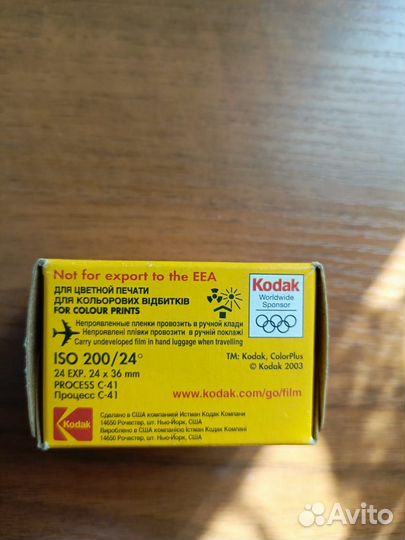 Not for export to the EEA
ДЛЯ ЦВЕТНОЙ ПЕЧАТИ
ДЛЯ КОЛЬОРОВИХ ВІДБИТКІВ
FOR COLOUR PRINTS
Kodak
Worldwide
Sponsor
Непроявленные пленки провозить в ручной клади
Непроявлені плівки провозити в ручній поклажі
Carry undeveloped film in hand luggage when travelling
ISO 200/24°
24 EXP. 24 x 36 mm
PROCESS C-41
Процесс C-41
TM: Kodak, ColorPlus
© Kodak 2003
www.kodak.com/go/film
Kodak
Сделано в США компанией Истман Кодак Компани
14650 Рочестер, шт. Нью-Йорк, США
Вироблено в США компанією Істман Кодак Компані
14650 Рочестер, шт. Нью-Йорк, США
Avito